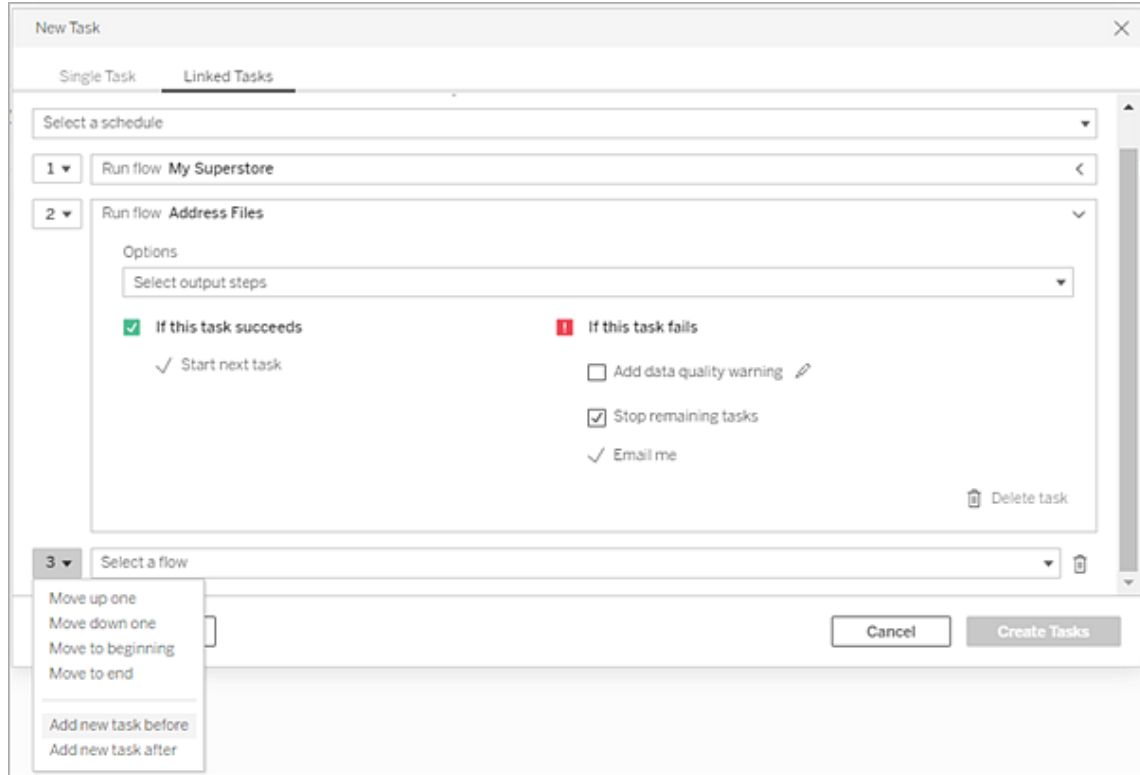 New Task
Single Task Linked Tasks
Select a schedule
1 Run flow My Superstore
2 Run flow Address Files
Options
Select output steps
If this task succeeds If this task fails
Start next task
Add data quality warning
Stop remaining tasks
Email me
Delete task
3 Select a flow
Move up one
Move down one
Move to beginning
Move to end
Add new task before
Add new task after
Cancel Create Tasks